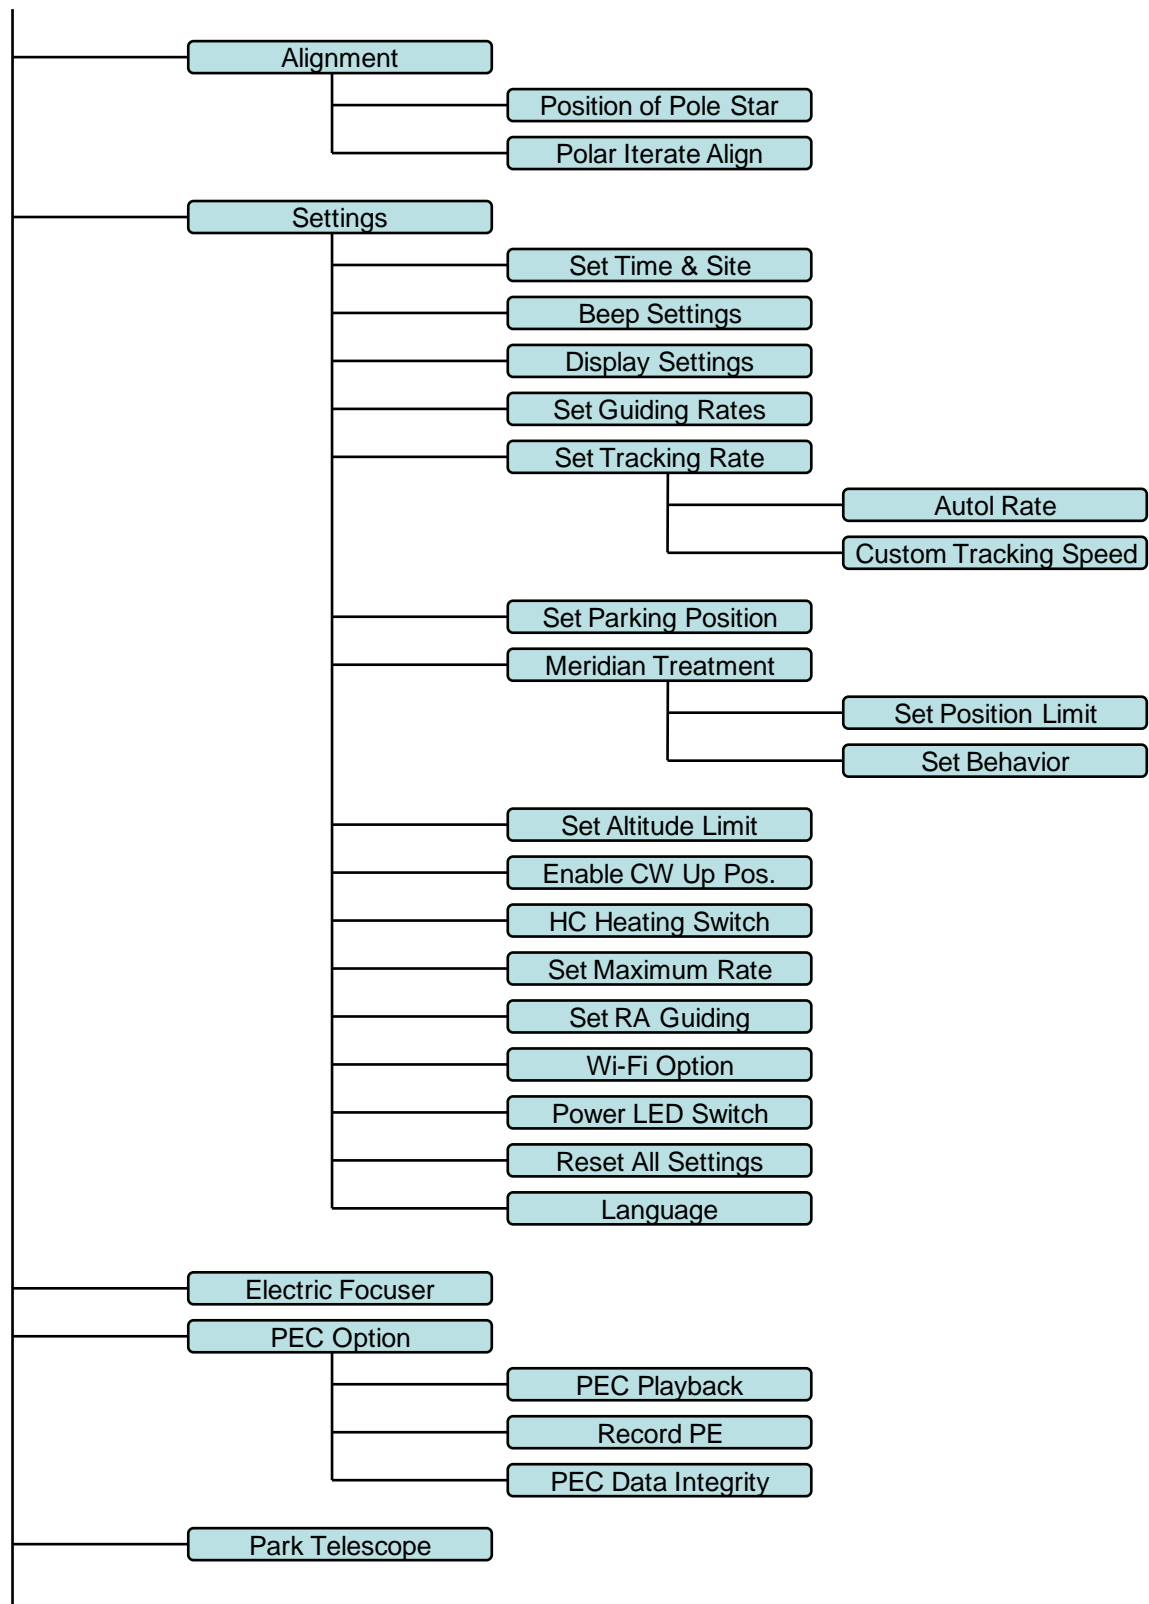 Alignment
Position of Pole Star
Polar Iterate Align
Settings
Set Time & Site
Beep Settings
Display Settings
Set Guiding Rates
Set Tracking Rate
Autol Rate
Custom Tracking Speed
Set Parking Position
Meridian Treatment
Set Position Limit
Set Behavior
Set Altitude Limit
Enable CW Up Pos.
HC Heating Switch
Set Maximum Rate
Set RA Guiding
Wi-Fi Option
Power LED Switch
Reset All Settings
Language
Electric Focuser
PEC Option
PEC Playback
Record PE
PEC Data Integrity
Park Telescope